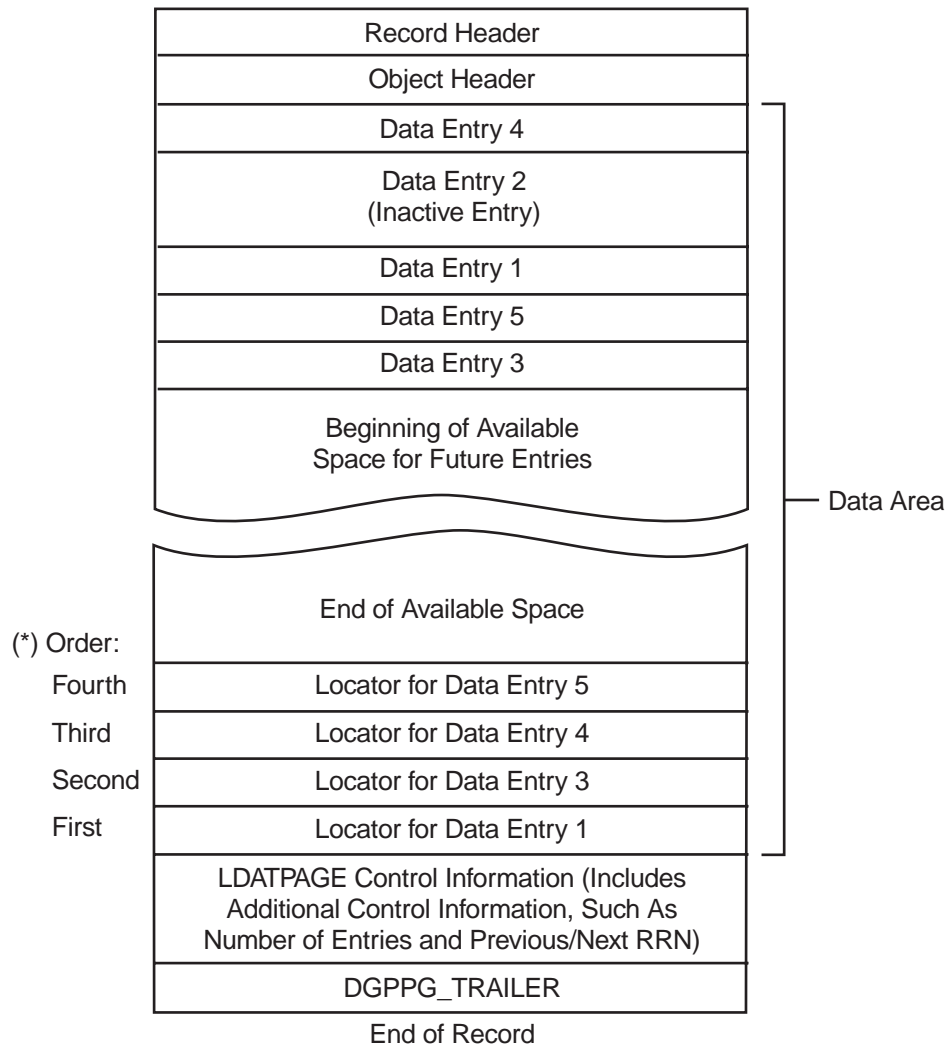 Record Header
Object Header
Data Entry 4
Data Entry 2
(Inactive Entry)
Data Entry 1
Data Entry 5
Data Entry 3
Beginning of Available
Space for Future Entries
Data Area
End of Available Space
(*) Order:
Fourth Locator for Data Entry 5
Third Locator for Data Entry 4
Second Locator for Data Entry 3
First Locator for Data Entry 1
LDATPAGE Control Information (Includes
Additional Control Information, Such As
Number of Entries and Previous/Next RRN)
DGPPG_TRAILER
End of Record